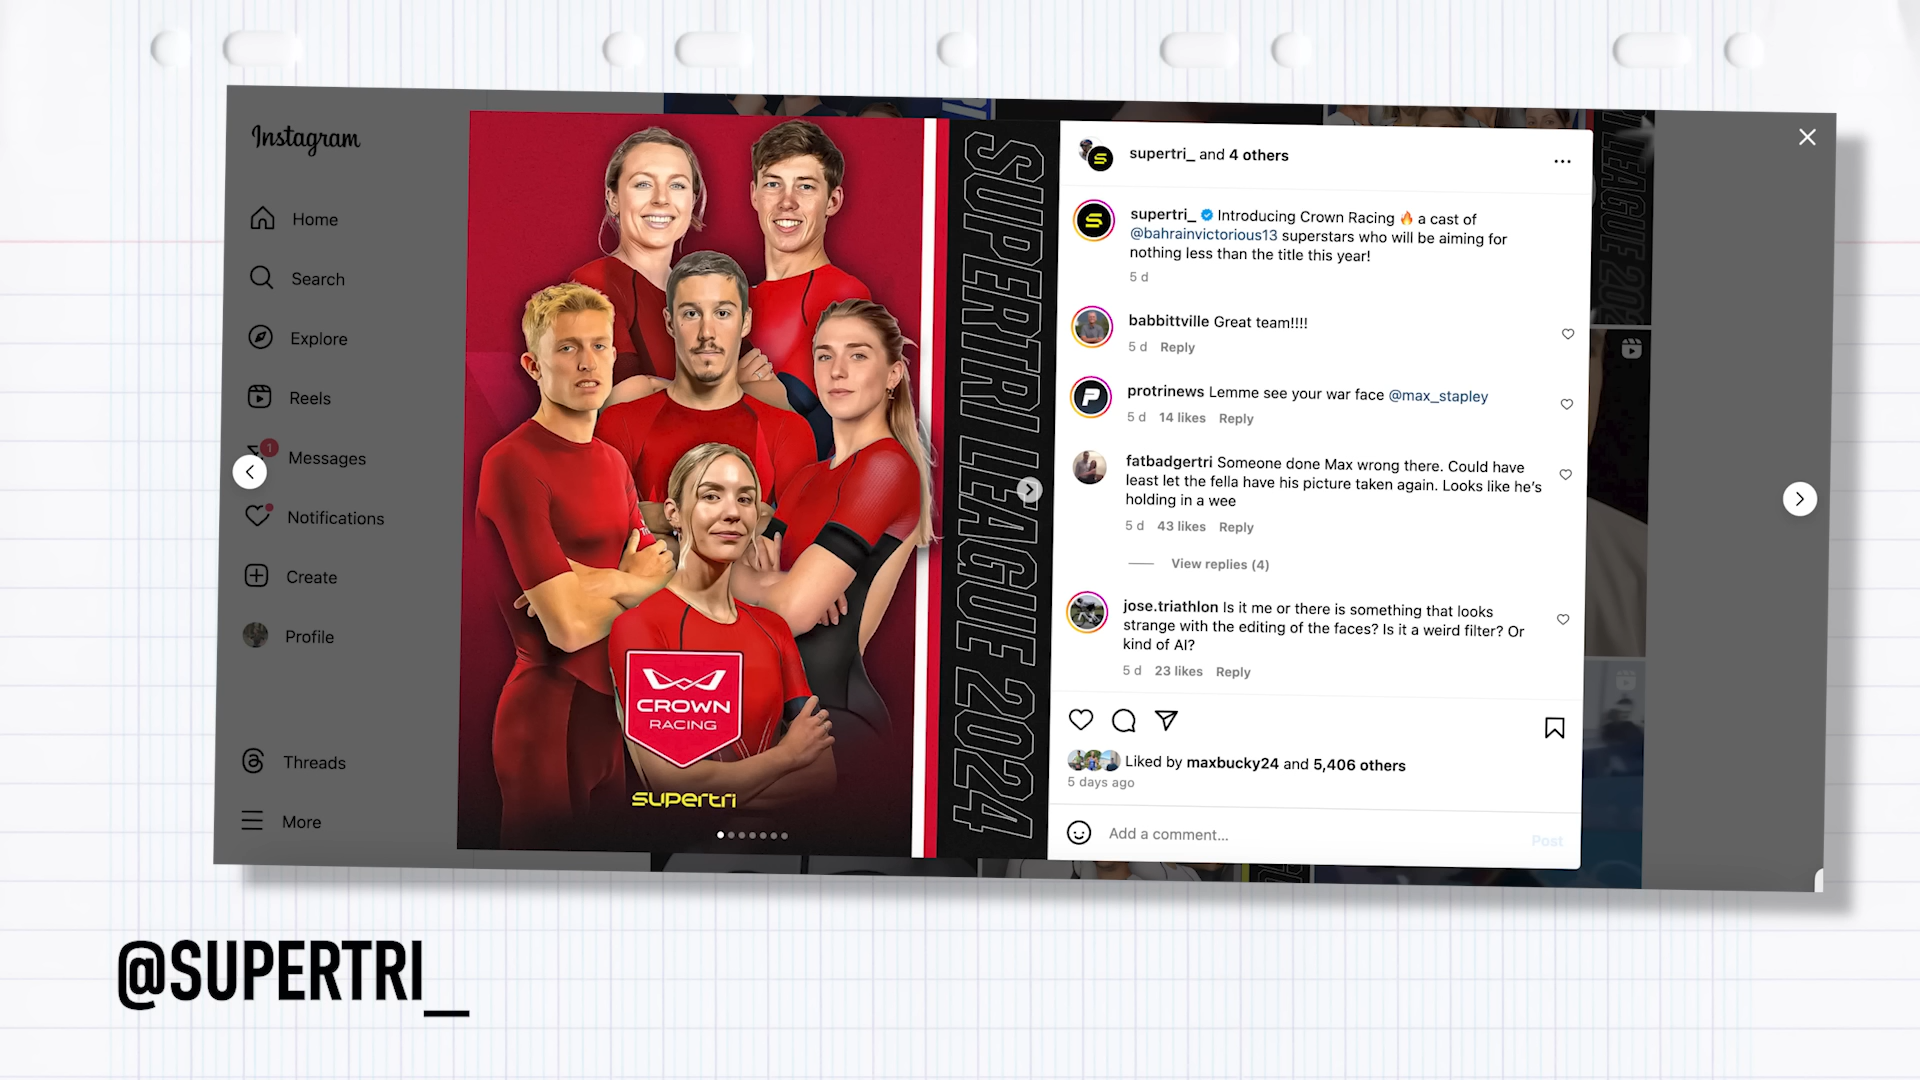 Instagram
Home
Search
Explore
Reels
1
Messages
Notifications
Create
Profile
Threads
More
CROWN
RACING
supertri
SUPERTRI LEAGUE 2024
supertri_ and 4 others
supertri_ Introducing Crown Racing 🔥 a cast of
@bahrainvictorious13 superstars who will be aiming for
nothing less than the title this year!
5 d
babbittville Great team!!!!
5 d Reply
protrinews Lemme see your war face @max_stapley
5 d 14 likes Reply
fatbadgertri Someone done Max wrong there. Could have
least let the fella have his picture taken again. Looks like he's
holding in a wee
5 d 43 likes Reply
View replies (4)
jose.triathlon Is it me or there is something that looks
strange with the editing of the faces? Is it a weird filter? Or
kind of AI?
5 d 23 likes Reply
Liked by maxbucky24 and 5,406 others
5 days ago
Add a comment...
Post
@SUPERTRI_